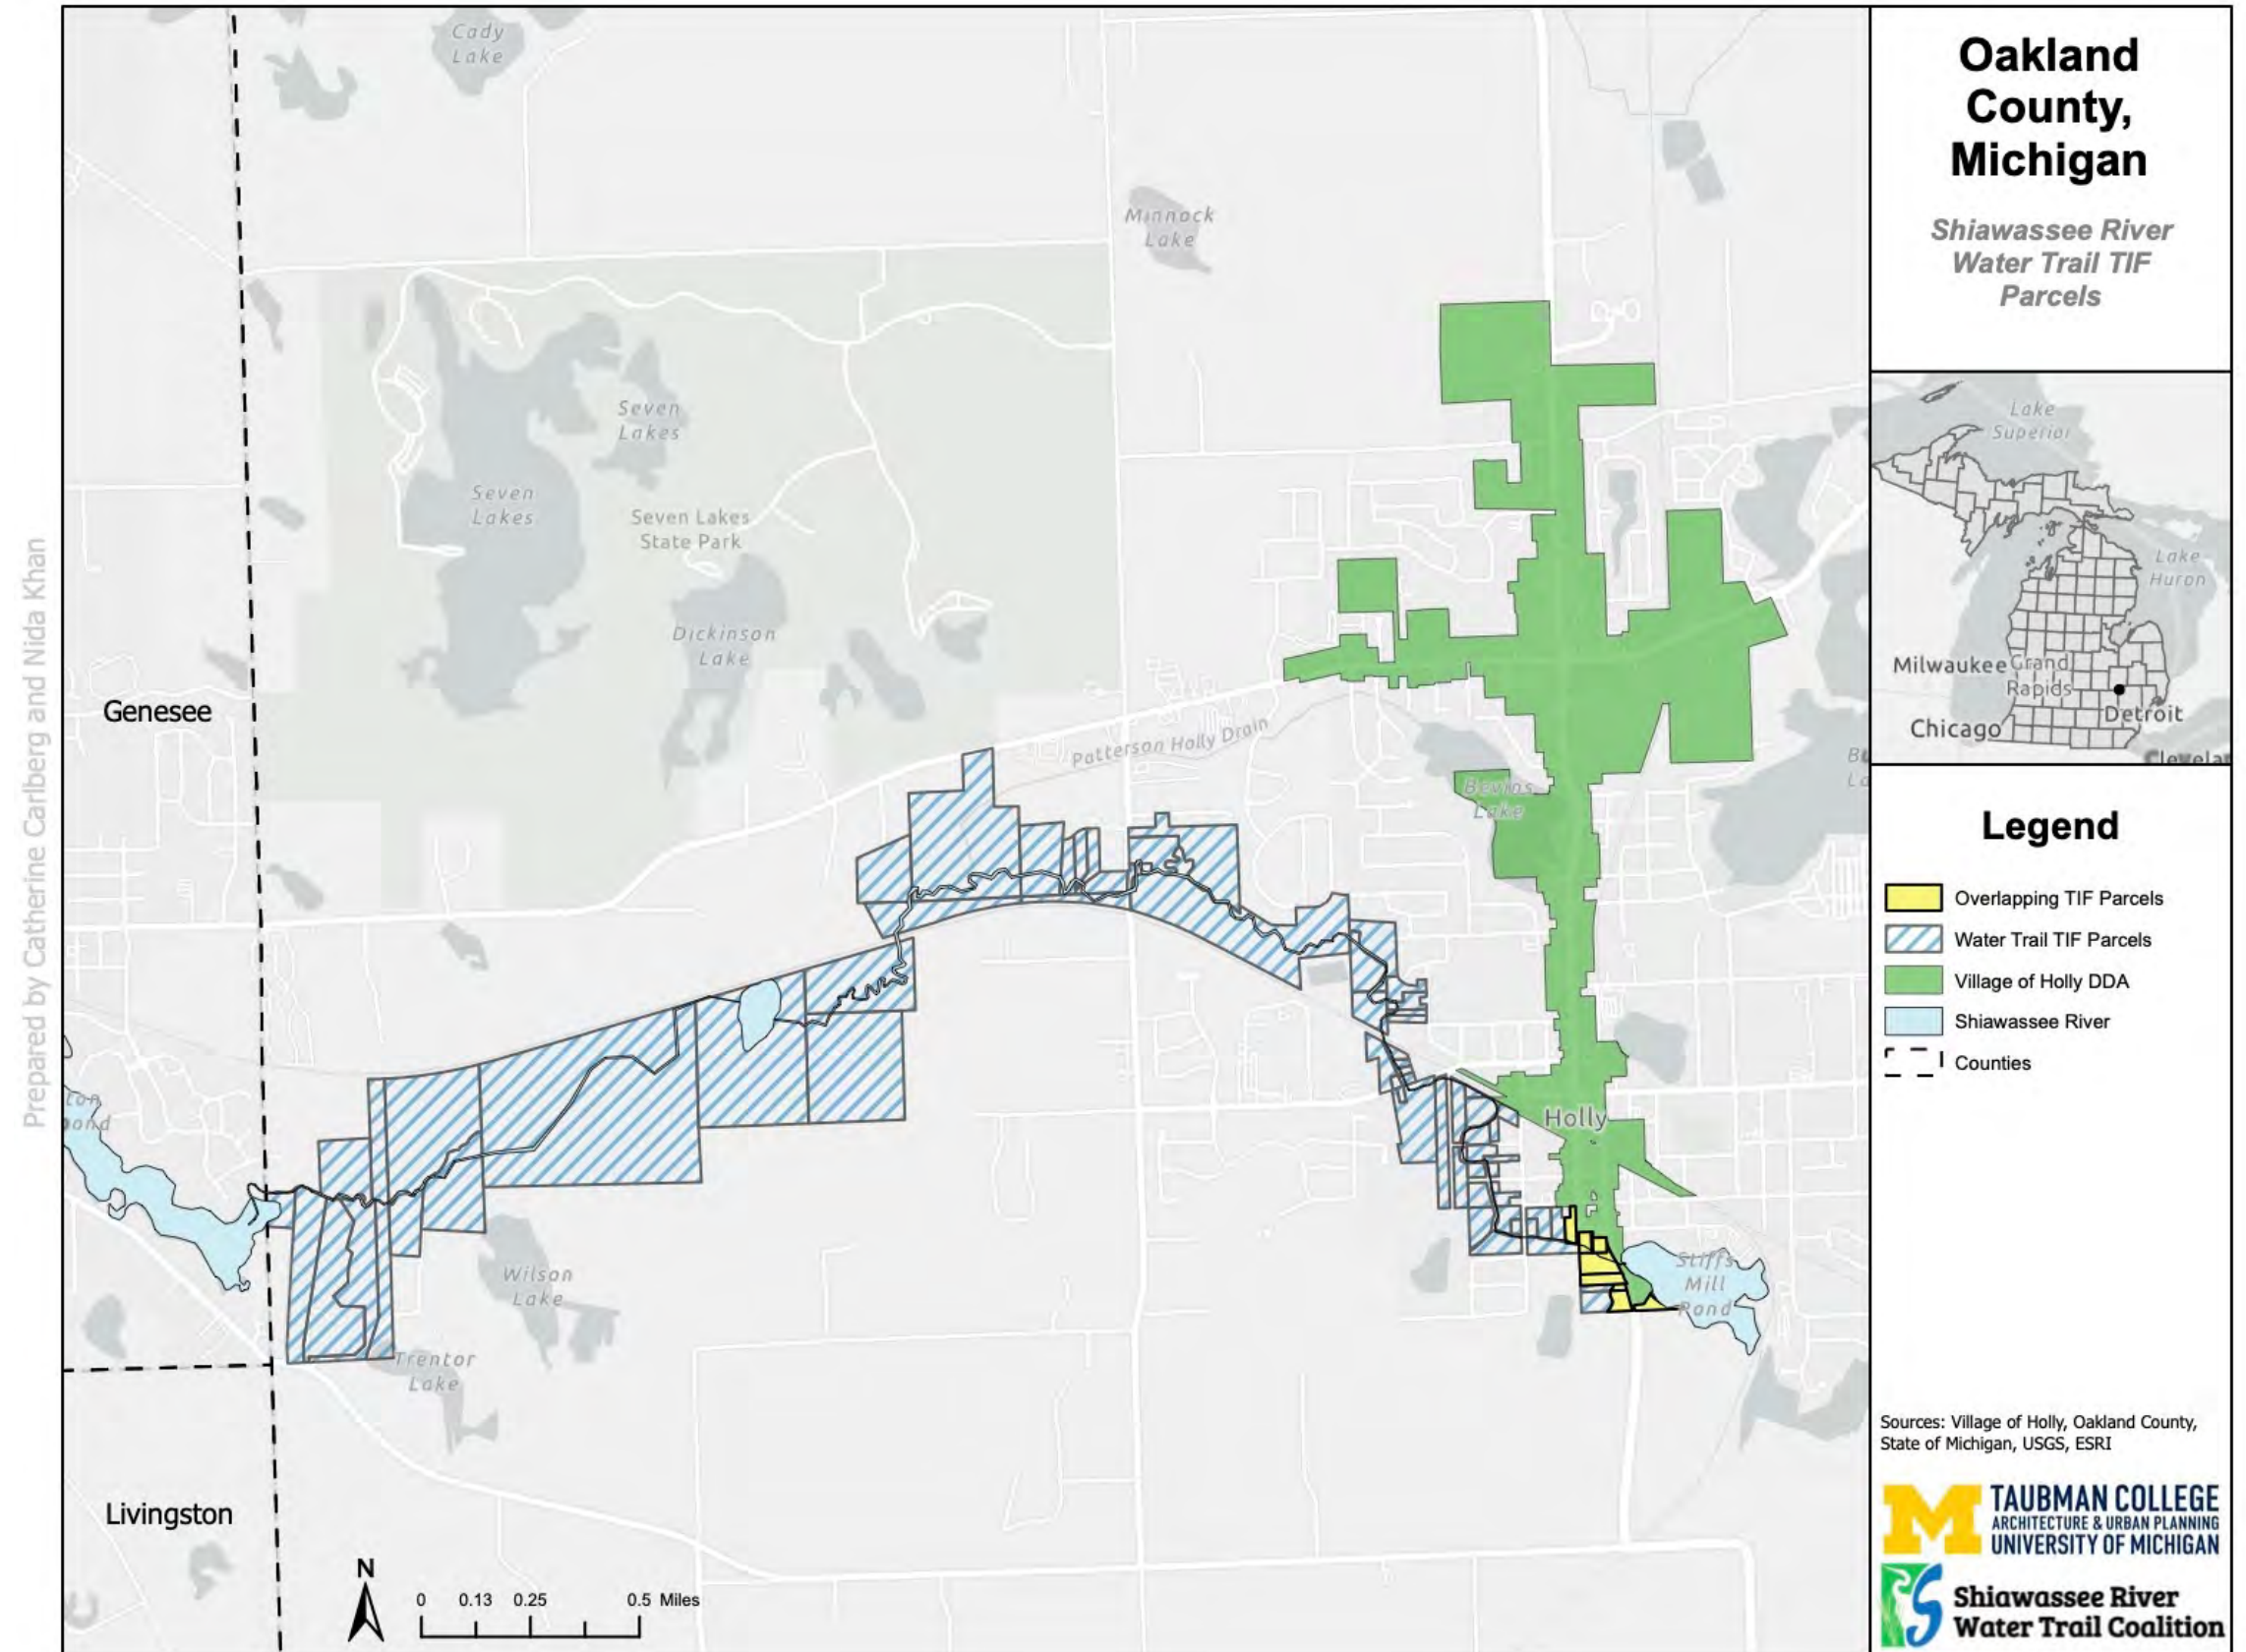 Prepared by Catherine Carlberg and Nida Khan
Oakland
County,
Michigan
Shiawassee River
Water Trail TIF
Parcels
Cady
Lake
Minnock
Lake
Seven
Lakes
Seven
Lakes
Seven Lakes
State Park
Dickinson
Lake
Genesee
Patterson Holly Drain
Bevins
Lake
Holly
Stiffs
Mill
Pond
Wilson
Lake
Trentor
Lake
Livingston
N
0 0.13 0.25 0.5 Miles
Lake
Superior
Lake
Huron
Milwaukee
Grand
Rapids
Detroit
Chicago
Clevela
Legend
Overlapping TIF Parcels
Water Trail TIF Parcels
Village of Holly DDA
Shiawassee River
Counties
Sources: Village of Holly, Oakland County,
State of Michigan, USGS, ESRI
M TAUBMAN COLLEGE
ARCHITECTURE & URBAN PLANNING
UNIVERSITY OF MICHIGAN
Shiawassee River
Water Trail Coalition